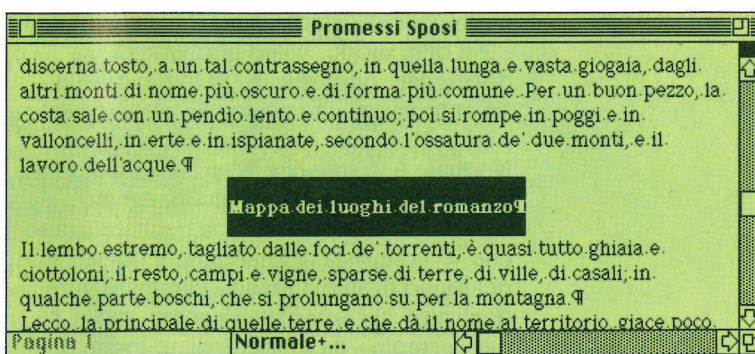 Promessi Sposi
discerna tosto, a un tal contrassegno, in quella lunga e vasta giogaia, dagli
altri monti di nome più oscuro e di forma più comune. Per un buon pezzo, la
costa sale con un pendìo lento e continuo; poi si rompe in poggi e in
valloncelli, in erte e in ispianate, secondo l'ossatura de' due monti, e il
lavoro dell'acque.¶
Mappa dei luoghi del romanzo¶
Il lembo estremo, tagliato dalle foci de' torrenti, è quasi tutto ghiaia e
ciottoloni; il resto, campi e vigne, sparse di terre, di ville, di casali; in
qualche parte boschi, che si prolungano su per la montagna.¶
Lecco, la principale di quelle terre, e che dà il nome al territorio, giace poco
Pagina 1
Normale+...